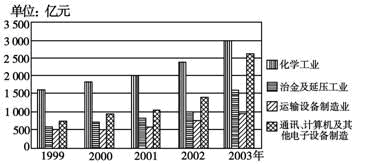 单位：亿元
3 500
3 000
2 500
2 000
1 500
1 000
500
0
1999
2000
2001
2002
2003年
化学工业
冶金及延压工业
运输设备制造业
通讯、计算机及其
他电子设备制造